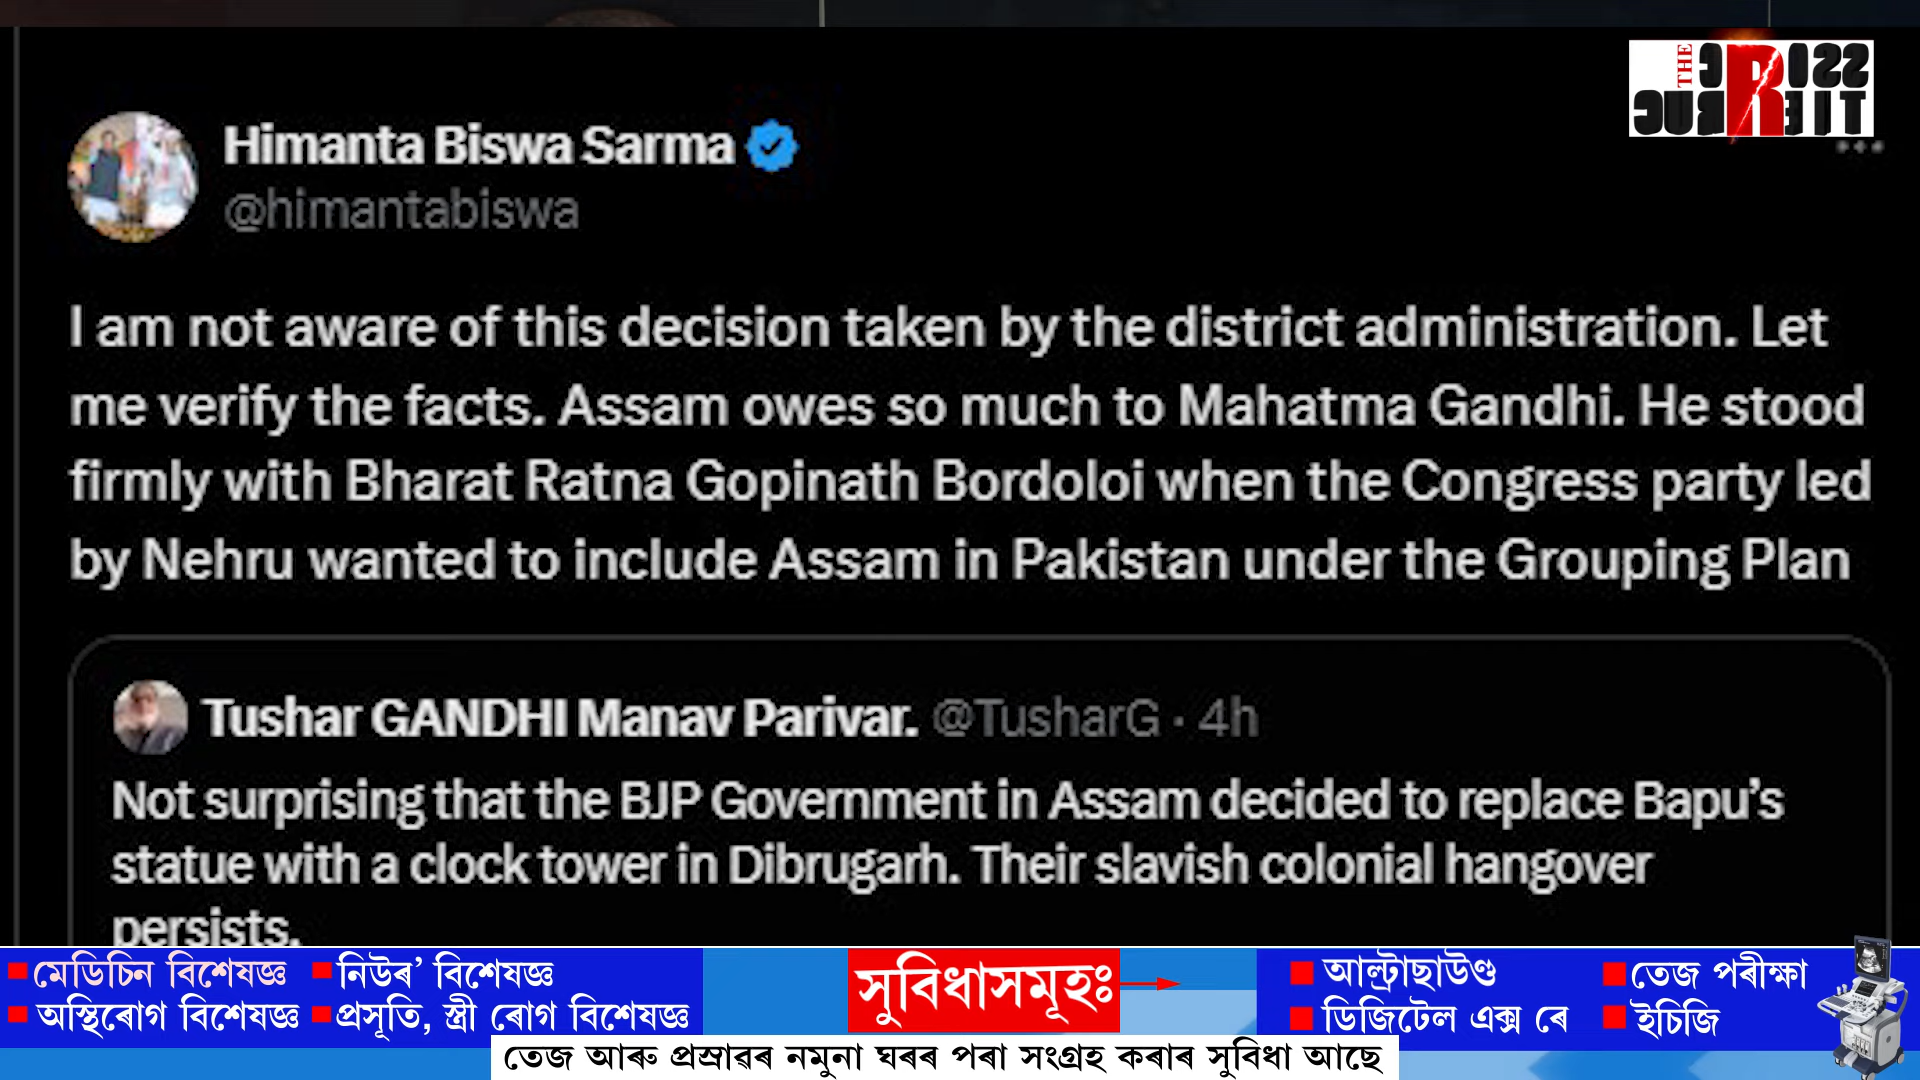 THE CROSS
CURRENT
Himanta Biswa Sarma
@himantabiswa
I am not aware of this decision taken by the district administration. Let
me verify the facts. Assam owes so much to Mahatma Gandhi. He stood
firmly with Bharat Ratna Gopinath Bordoloi when the Congress party led
by Nehru wanted to include Assam in Pakistan under the Grouping Plan
Tushar GANDHI Manav Parivar. @TusharG · 4h
Not surprising that the BJP Government in Assam decided to replace Bapu’s
statue with a clock tower in Dibrugarh. Their slavish colonial hangover
persists.
মেডিচিন বিশেষজ্ঞ নিউৰ’ বিশেষজ্ঞ
অস্থিৰোগ বিশেষজ্ঞ প্ৰসূতি, স্ত্ৰী ৰোগ বিশেষজ্ঞ
সুবিধাসমূহঃ
আল্ট্ৰাছাউণ্ড তেজ পৰীক্ষা
ডিজিটেল এক্স ৰে ইচিজি
তেজ আৰু প্ৰস্ৰাৱৰ নমুনা ঘৰৰ পৰা সংগ্ৰহ কৰাৰ সুবিধা আছে